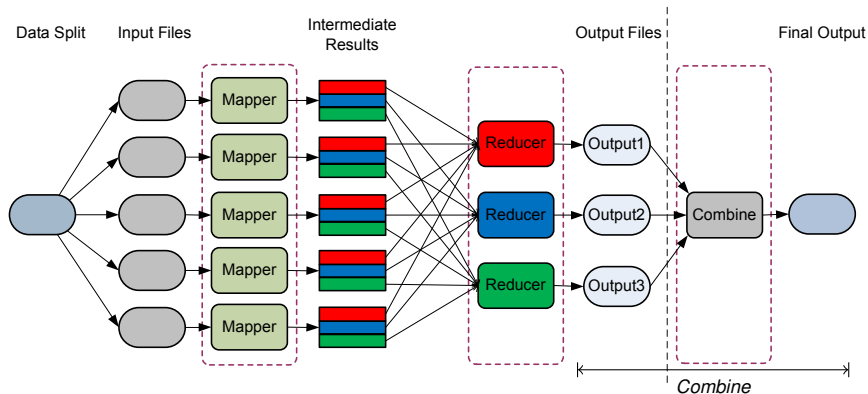 Data Split
Input Files
Intermediate
Results
Output Files
Final Output
Mapper
Mapper
Mapper
Mapper
Mapper
Reducer
Reducer
Reducer
Output1
Output2
Output3
Combine
Combine